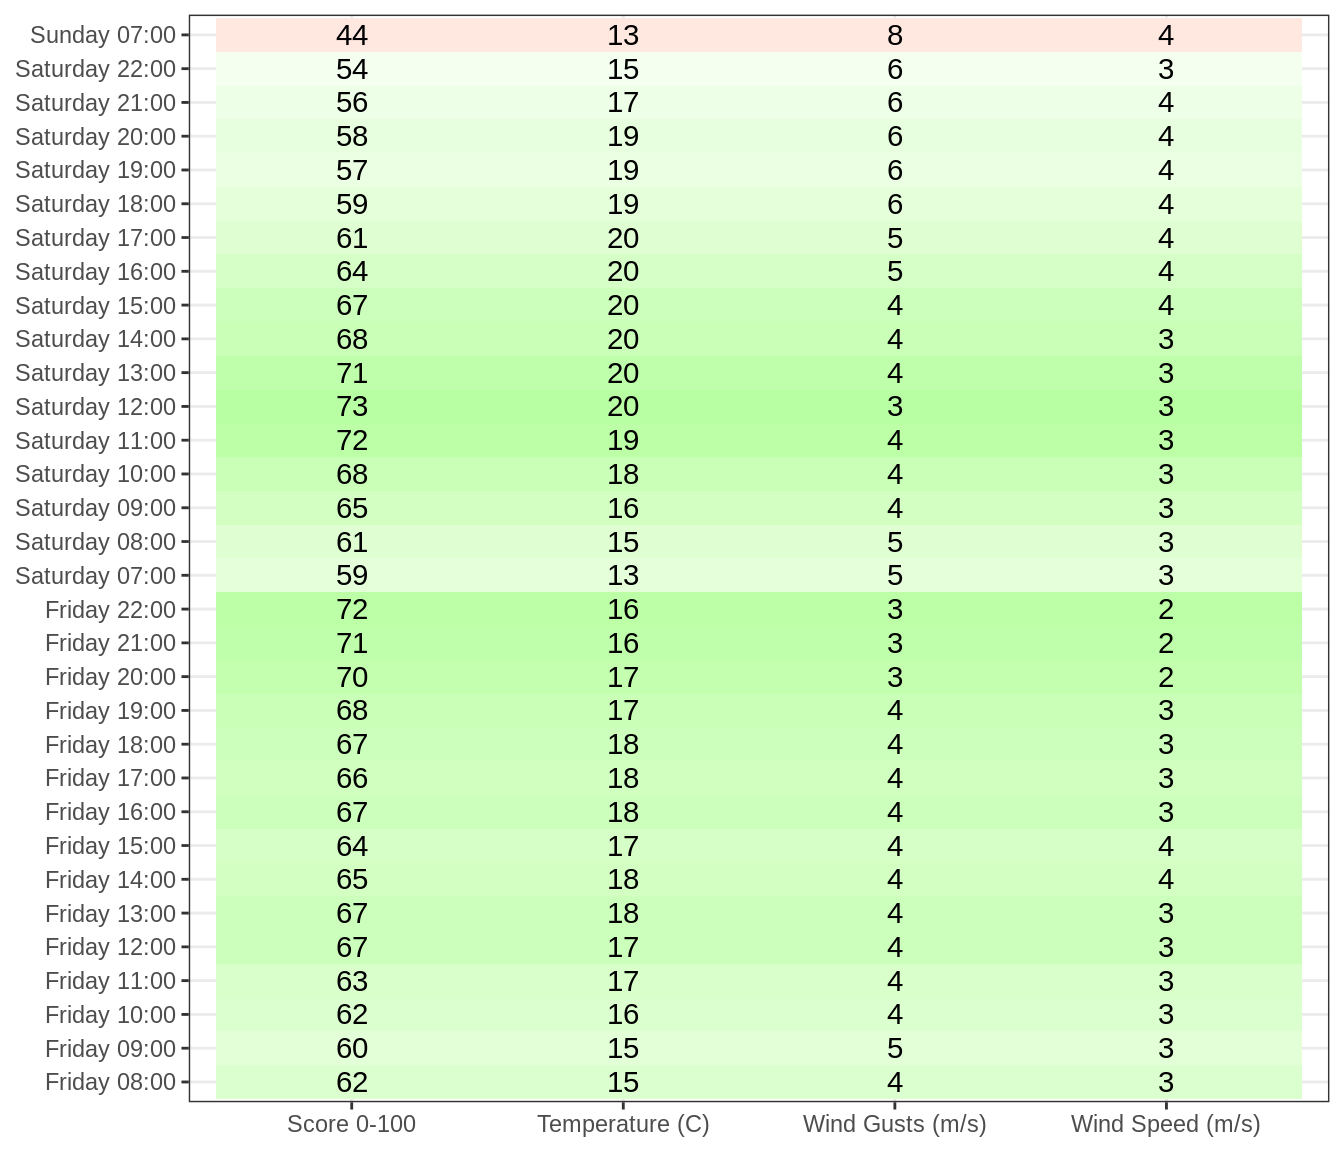 Sunday 07:00 44 13 8 4
Saturday 22:00 54 15 6 3
Saturday 21:00 56 17 6 4
Saturday 20:00 58 19 6 4
Saturday 19:00 57 19 6 4
Saturday 18:00 59 19 6 4
Saturday 17:00 61 20 5 4
Saturday 16:00 64 20 5 4
Saturday 15:00 67 20 4 4
Saturday 14:00 68 20 4 3
Saturday 13:00 71 20 4 3
Saturday 12:00 73 20 3 3
Saturday 11:00 72 19 4 3
Saturday 10:00 68 18 4 3
Saturday 09:00 65 16 4 3
Saturday 08:00 61 15 5 3
Saturday 07:00 59 13 5 3
Friday 22:00 72 16 3 2
Friday 21:00 71 16 3 2
Friday 20:00 70 17 3 2
Friday 19:00 68 17 4 3
Friday 18:00 67 18 4 3
Friday 17:00 66 18 4 3
Friday 16:00 67 18 4 3
Friday 15:00 64 17 4 4
Friday 14:00 65 18 4 4
Friday 13:00 67 18 4 3
Friday 12:00 67 17 4 3
Friday 11:00 63 17 4 3
Friday 10:00 62 16 4 3
Friday 09:00 60 15 5 3
Friday 08:00 62 15 4 3
Score 0-100 Temperature (C) Wind Gusts (m/s) Wind Speed (m/s)